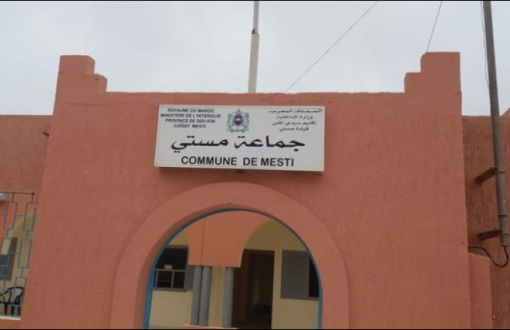 ROYAUME DU MAROC
MINISTERE DE L'INTERIEUR
PROVINCE DE SIDI IFNI
CAIDAT MESTI
المملكة المغربية
وزارة الداخلية
إقليم سيدي إفني
قيادة مستي
جماعة مستي
COMMUNE DE MESTI